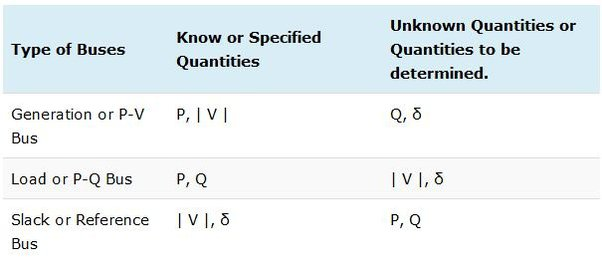 Type of Buses
Know or Specified
Quantities
Unknown Quantities or
Quantities to be
determined.
Generation or P-V
Bus
P, | V |
Q, δ
Load or P-Q Bus
P, Q
| V |, δ
Slack or Reference
Bus
| V |, δ
P, Q